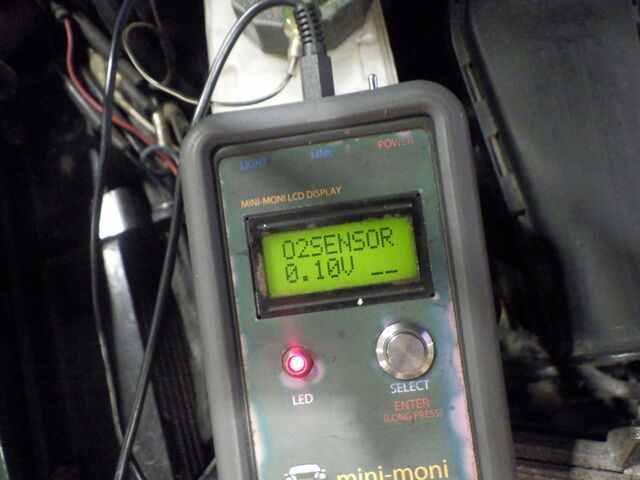 LIGHT LINK POWER
MINI-MONI LCD DISPLAY
O2SENSOR
0.10V __
LED
SELECT
ENTER
(LONG PRESS)
mini-moni